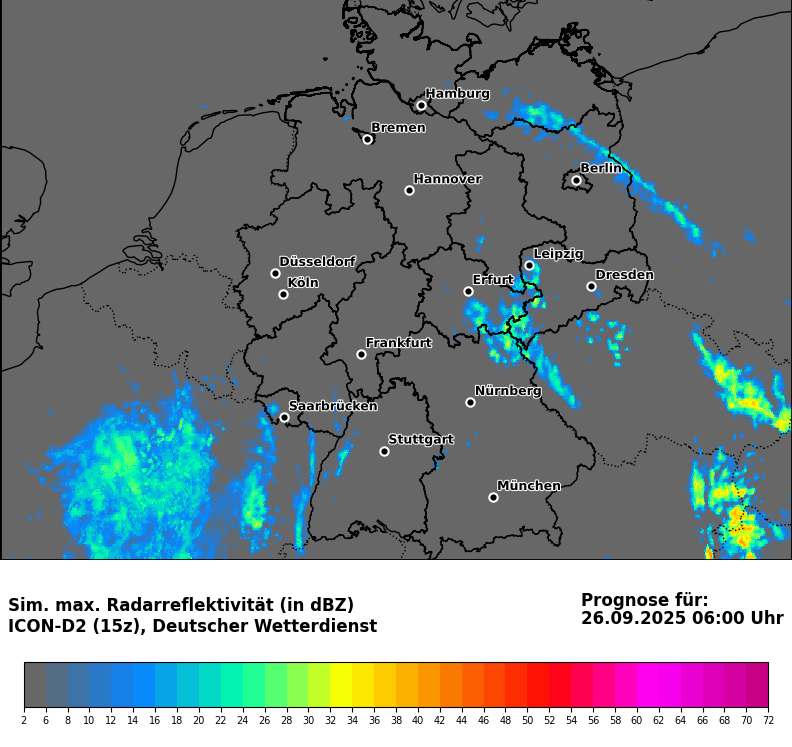 Hamburg
Bremen
Berlin
Hannover
Leipzig
Düsseldorf
Dresden
Köln
Erfurt
Frankfurt
Nürnberg
Saarbrücken
Stuttgart
München
Sim. max. Radarreflektivität (in dBZ)
ICON-D2 (15z), Deutscher Wetterdienst
Prognose für:
26.09.2025 06:00 Uhr
2 6 8 10 12 14 16 18 20 22 24 26 28 30 32 34 36 38 40 42 44 46 48 50 52 54 56 58 60 62 64 66 68 70 72